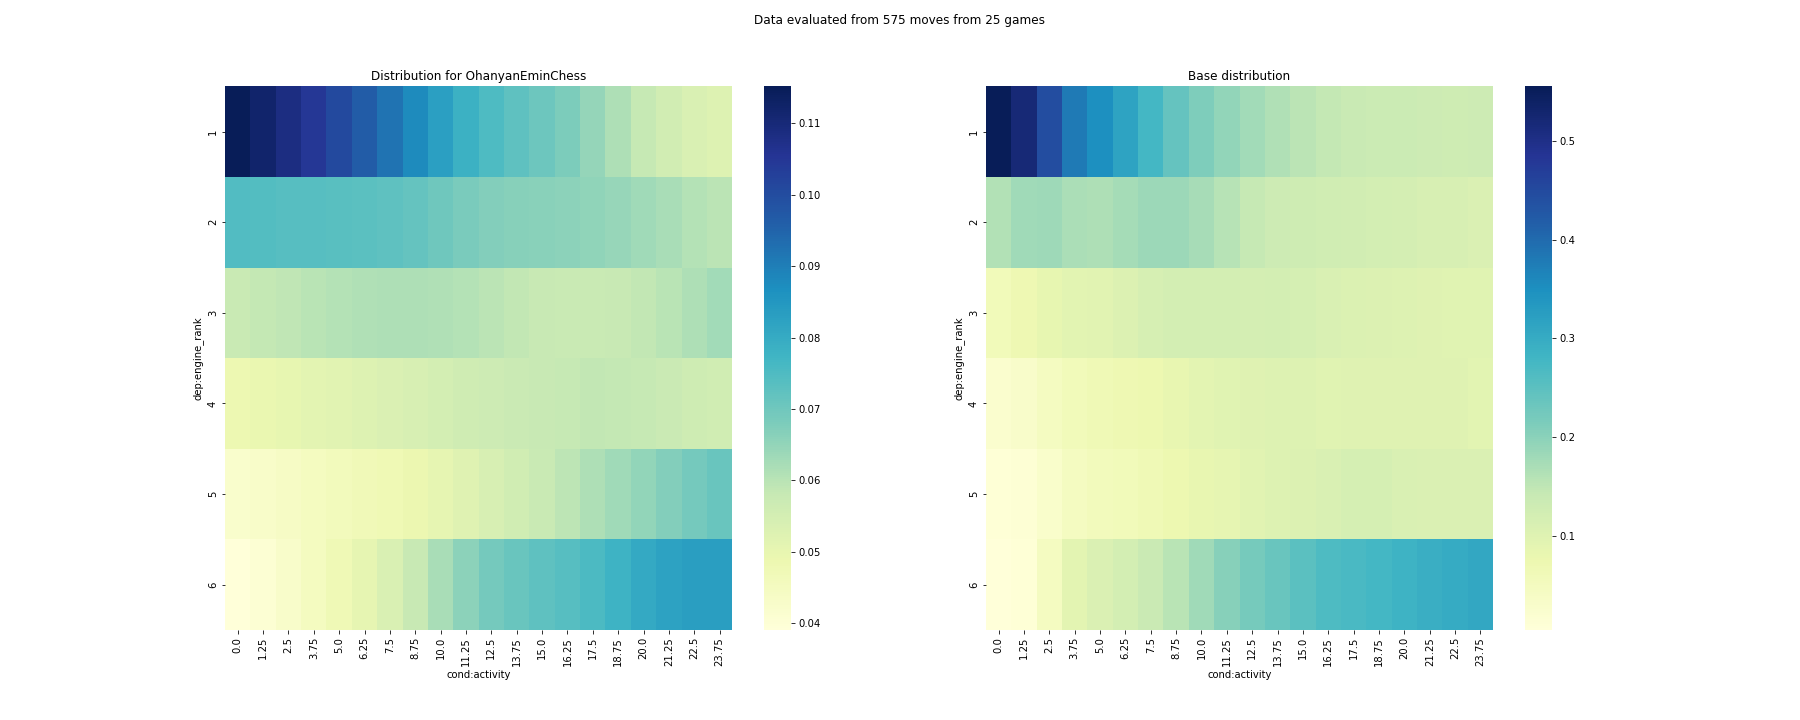 Data evaluated from 575 moves from 25 games
Distribution for OhanyanEminChess
dep:engine_rank
1
2
3
4
5
6
0.0 1.25 2.5 3.75 5.0 6.25 7.5 8.75 10.0 11.25 12.5 13.75 15.0 16.25 17.5 18.75 20.0 21.25 22.5 23.75
cond:activity
0.11
0.10
0.09
0.08
0.07
0.06
0.05
0.04
Base distribution
dep:engine_rank
1
2
3
4
5
6
0.0 1.25 2.5 3.75 5.0 6.25 7.5 8.75 10.0 11.25 12.5 13.75 15.0 16.25 17.5 18.75 20.0 21.25 22.5 23.75
cond:activity
0.5
0.4
0.3
0.2
0.1